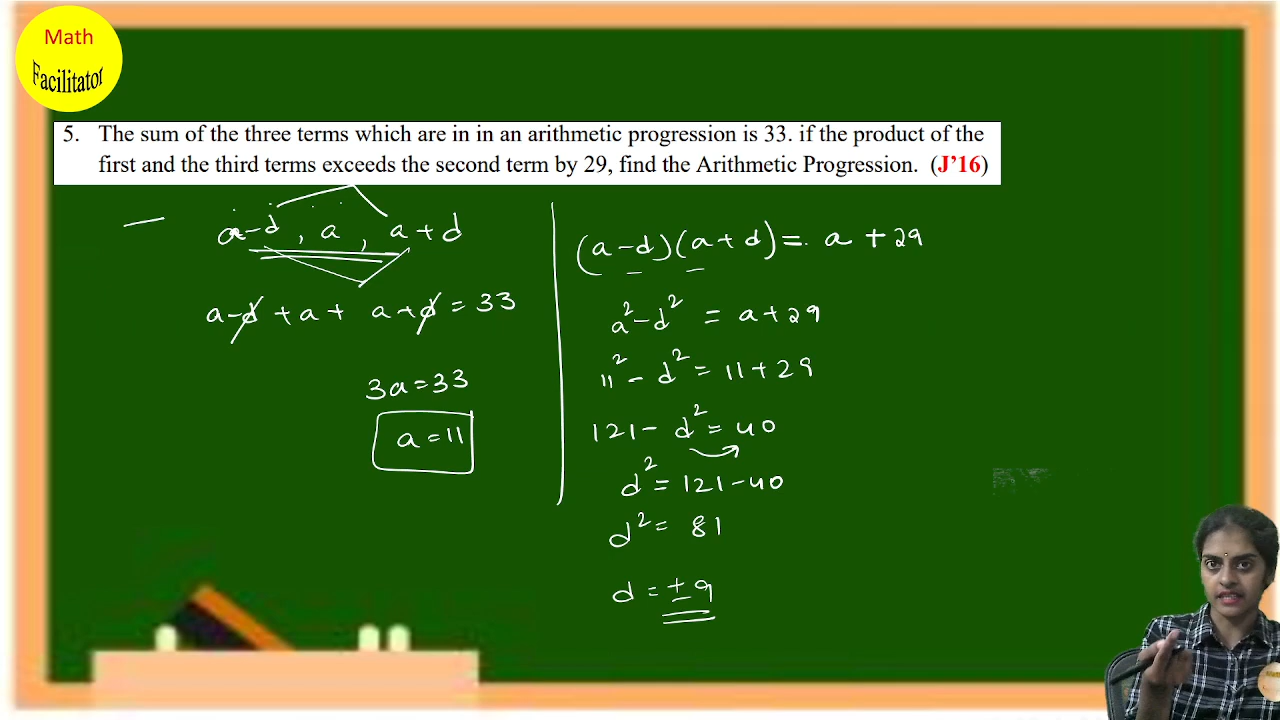 Math
Facilitator
5. The sum of the three terms which are in in an arithmetic progression is 33. if the product of the
first and the third terms exceeds the second term by 29, find the Arithmetic Progression. (J’16)
a-d, a, a+d
a-d + a + a+d = 33
3a=33
a=11
(a-d)(a+d)= a + 29
a²-d² = a+29
11² - d² = 11+29
121- d² = 40
d² = 121-40
d² = 81
d = ±9